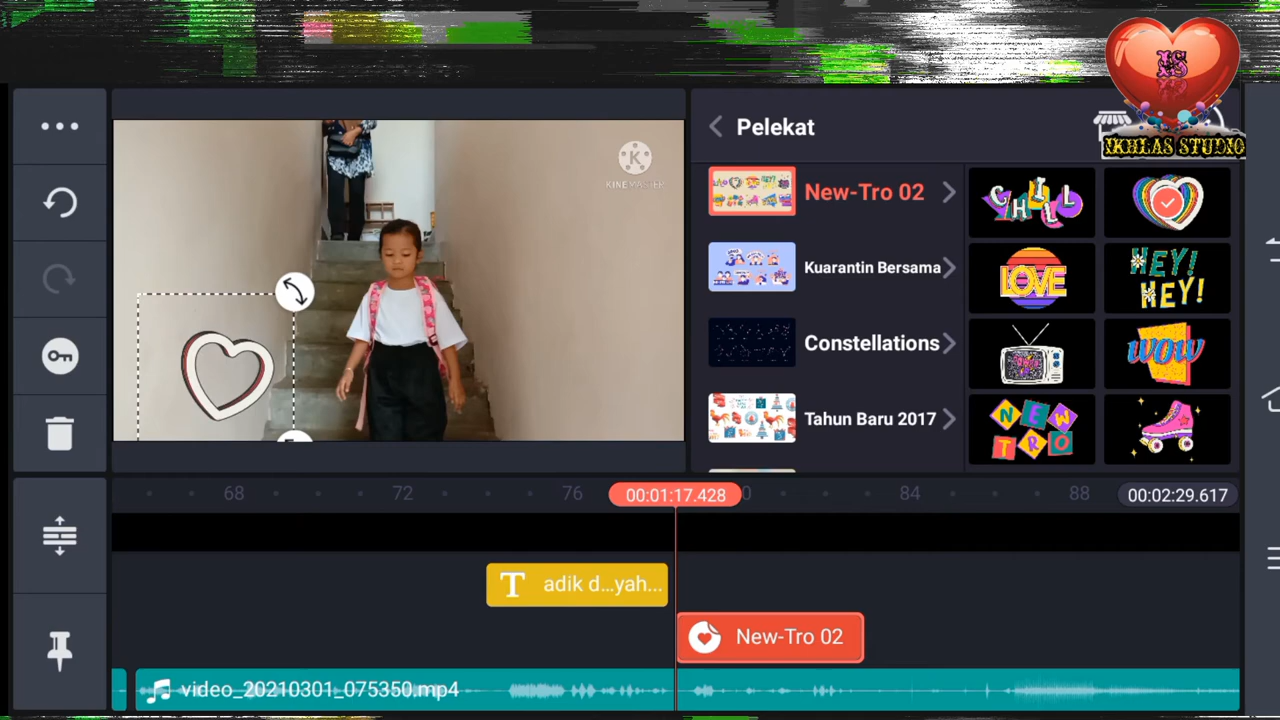 Pelekat
IKHLAS STUDIO
K
KINEMASTER
New-Tro 02
Kuarantin Bersama
Constellations
Tahun Baru 2017
CHILL
LOVE
HEY!
HEY!
WOW
NEW
TRO
68
72
76
00:01:17.428
0
84
88
00:02:29.617
T adik d...yah...
New-Tro 02
video_20210301_075350.mp4